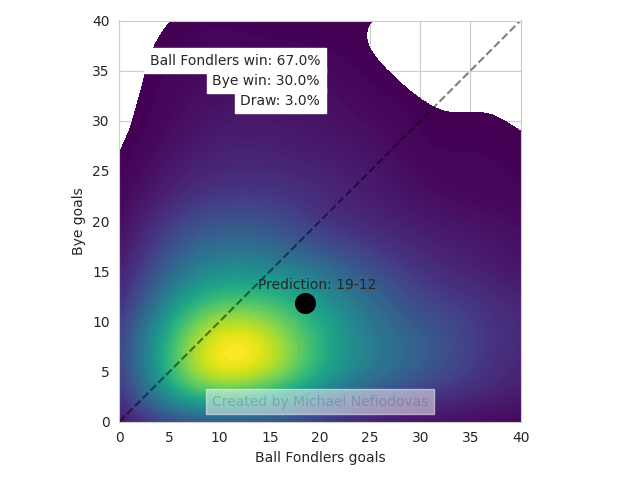 40
35
30
25
20
15
10
5
0
Bye goals
Ball Fondlers win: 67.0%
Bye win: 30.0%
Draw: 3.0%
Prediction: 19-12
Created by Michael Nefiodovas
0 5 10 15 20 25 30 35 40
Ball Fondlers goals